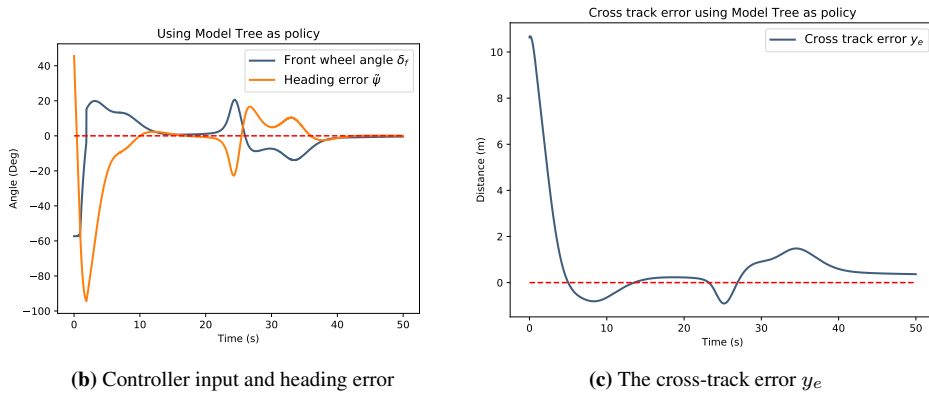 Using Model Tree as policy
Front wheel angle δ_f
Heading error ψ̃
40
20
0
−20
−40
−60
−80
−100
Angle (Deg)
0
10
20
30
40
50
Time (s)
(b) Controller input and heading error
Cross track error using Model Tree as policy
Cross track error y_e
10
8
6
4
2
0
Distance (m)
0
10
20
30
40
50
Time (s)
(c) The cross-track error y_e